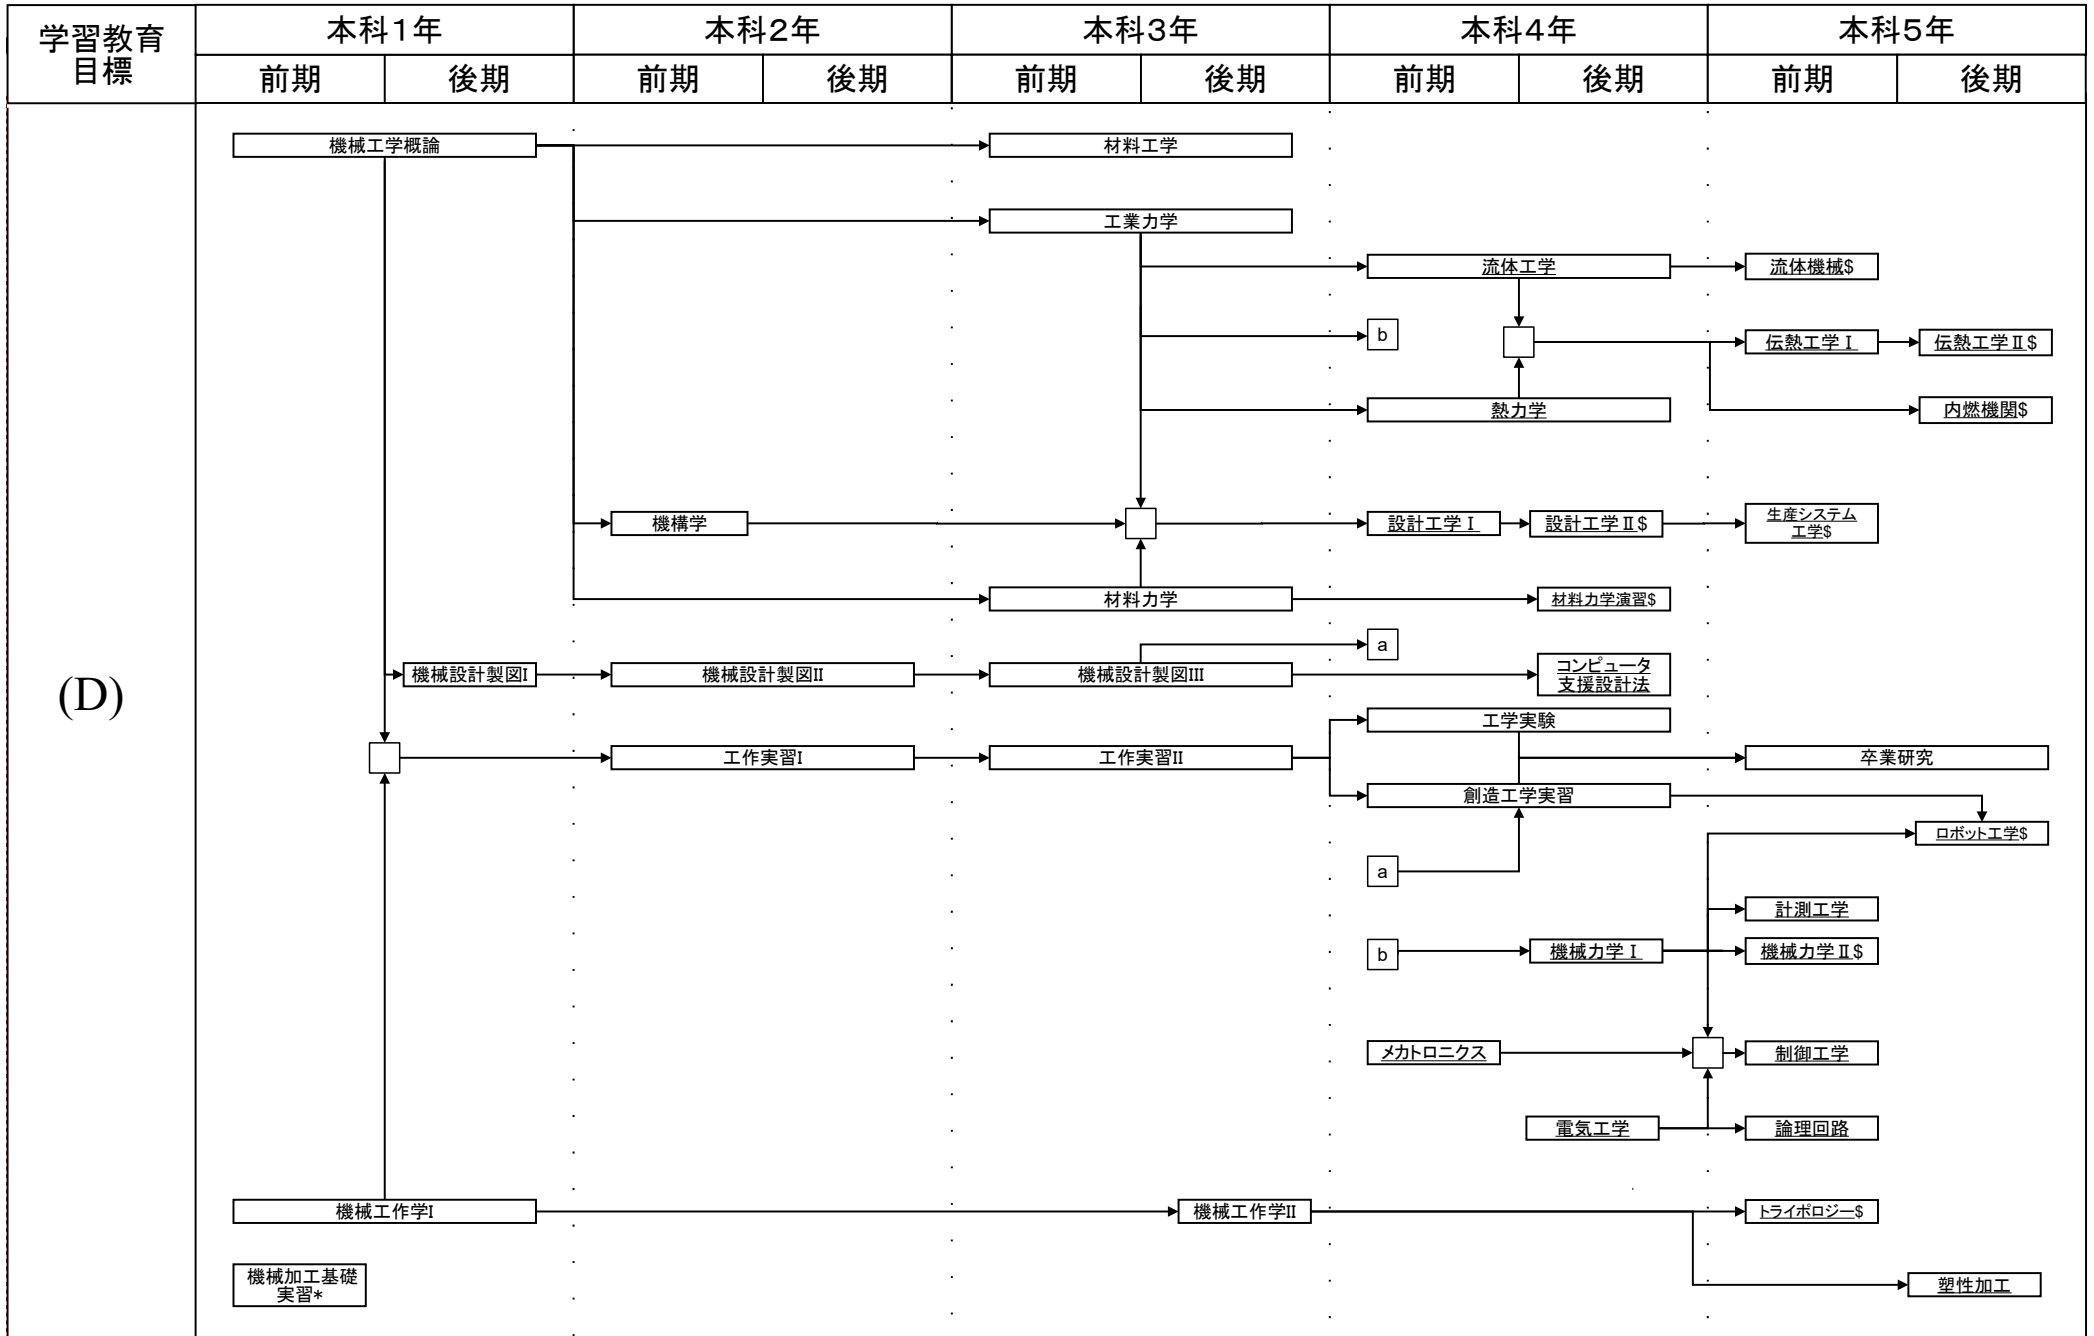 学習教育
目標
本科1年
本科2年
本科3年
本科4年
本科5年
前期
後期
前期
後期
前期
後期
前期
後期
前期
後期
(D)
機械工学概論
材料工学
工業力学
流体工学
流体機械$
b
伝熱工学Ⅰ
伝熱工学Ⅱ$
熱力学
内燃機関$
機構学
設計工学Ⅰ
設計工学Ⅱ$
生産システム
工学$
材料力学
材料力学演習$
a
機械設計製図I
機械設計製図II
機械設計製図III
コンピュータ
支援設計法
工学実験
工作実習I
工作実習II
卒業研究
創造工学実習
ロボット工学$
a
計測工学
b
機械力学Ⅰ
機械力学Ⅱ$
メカトロニクス
制御工学
電気工学
論理回路
機械工作学I
機械工作学II
トライポロジー$
機械加工基礎
実習*
塑性加工